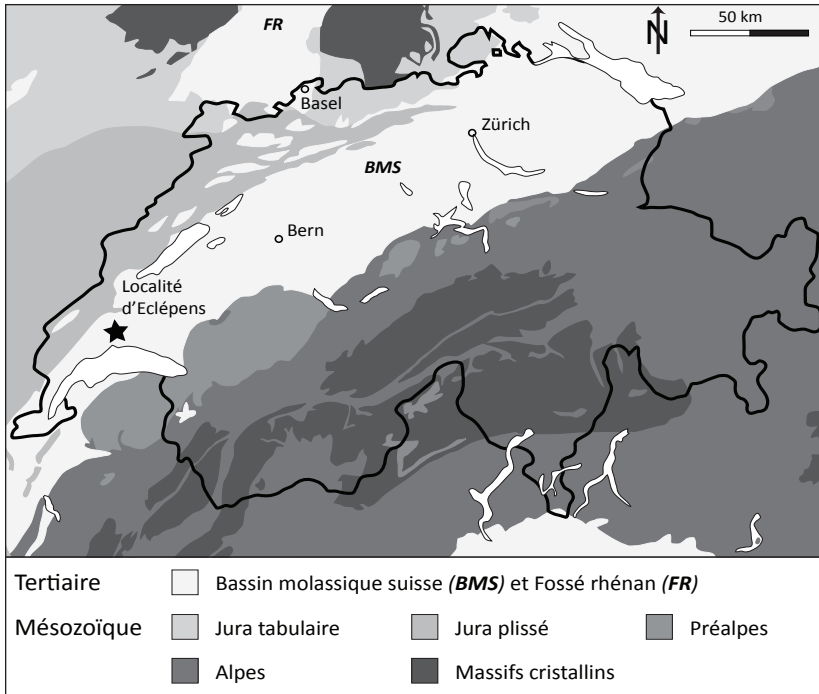 FR
50 km
N
Basel
Zürich
BMS
Bern
Localité
d'Eclépens
Tertiaire
Bassin molassique suisse (BMS) et Fossé rhénan (FR)
Mésozoïque
Jura tabulaire
Jura plissé
Préalpes
Alpes
Massifs cristallins